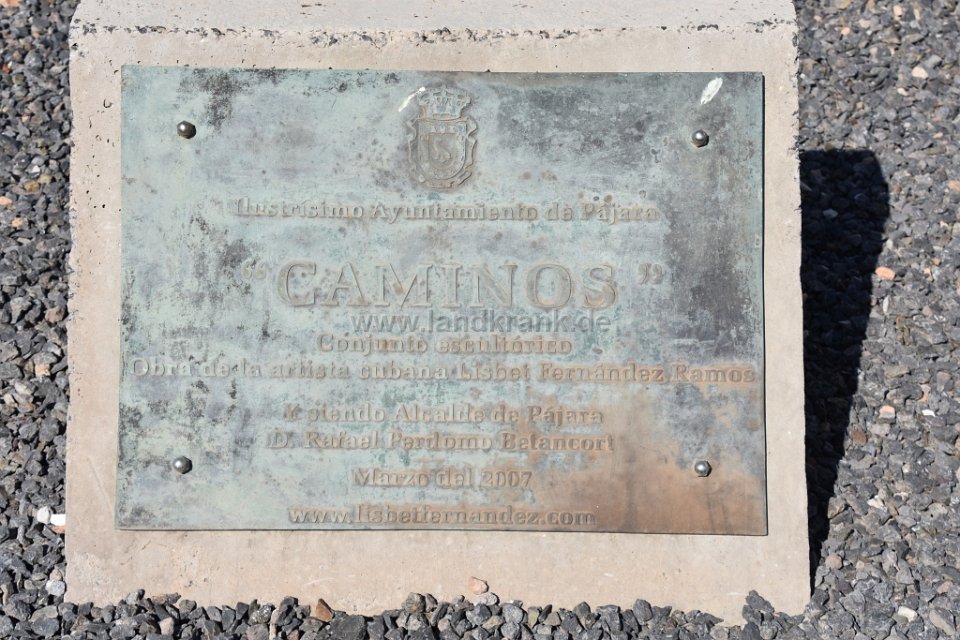 Ilustrísimo Ayuntamiento de Pájara
“CAMINOS”
www.landkrank.de
Conjunto escultórico
Obra de la artista cubana Lisbet Fernández Ramos
Y siendo Alcalde de Pájara
D. Rafael Perdomo Betancort
Marzo del 2007
www.lisbetfernandez.com